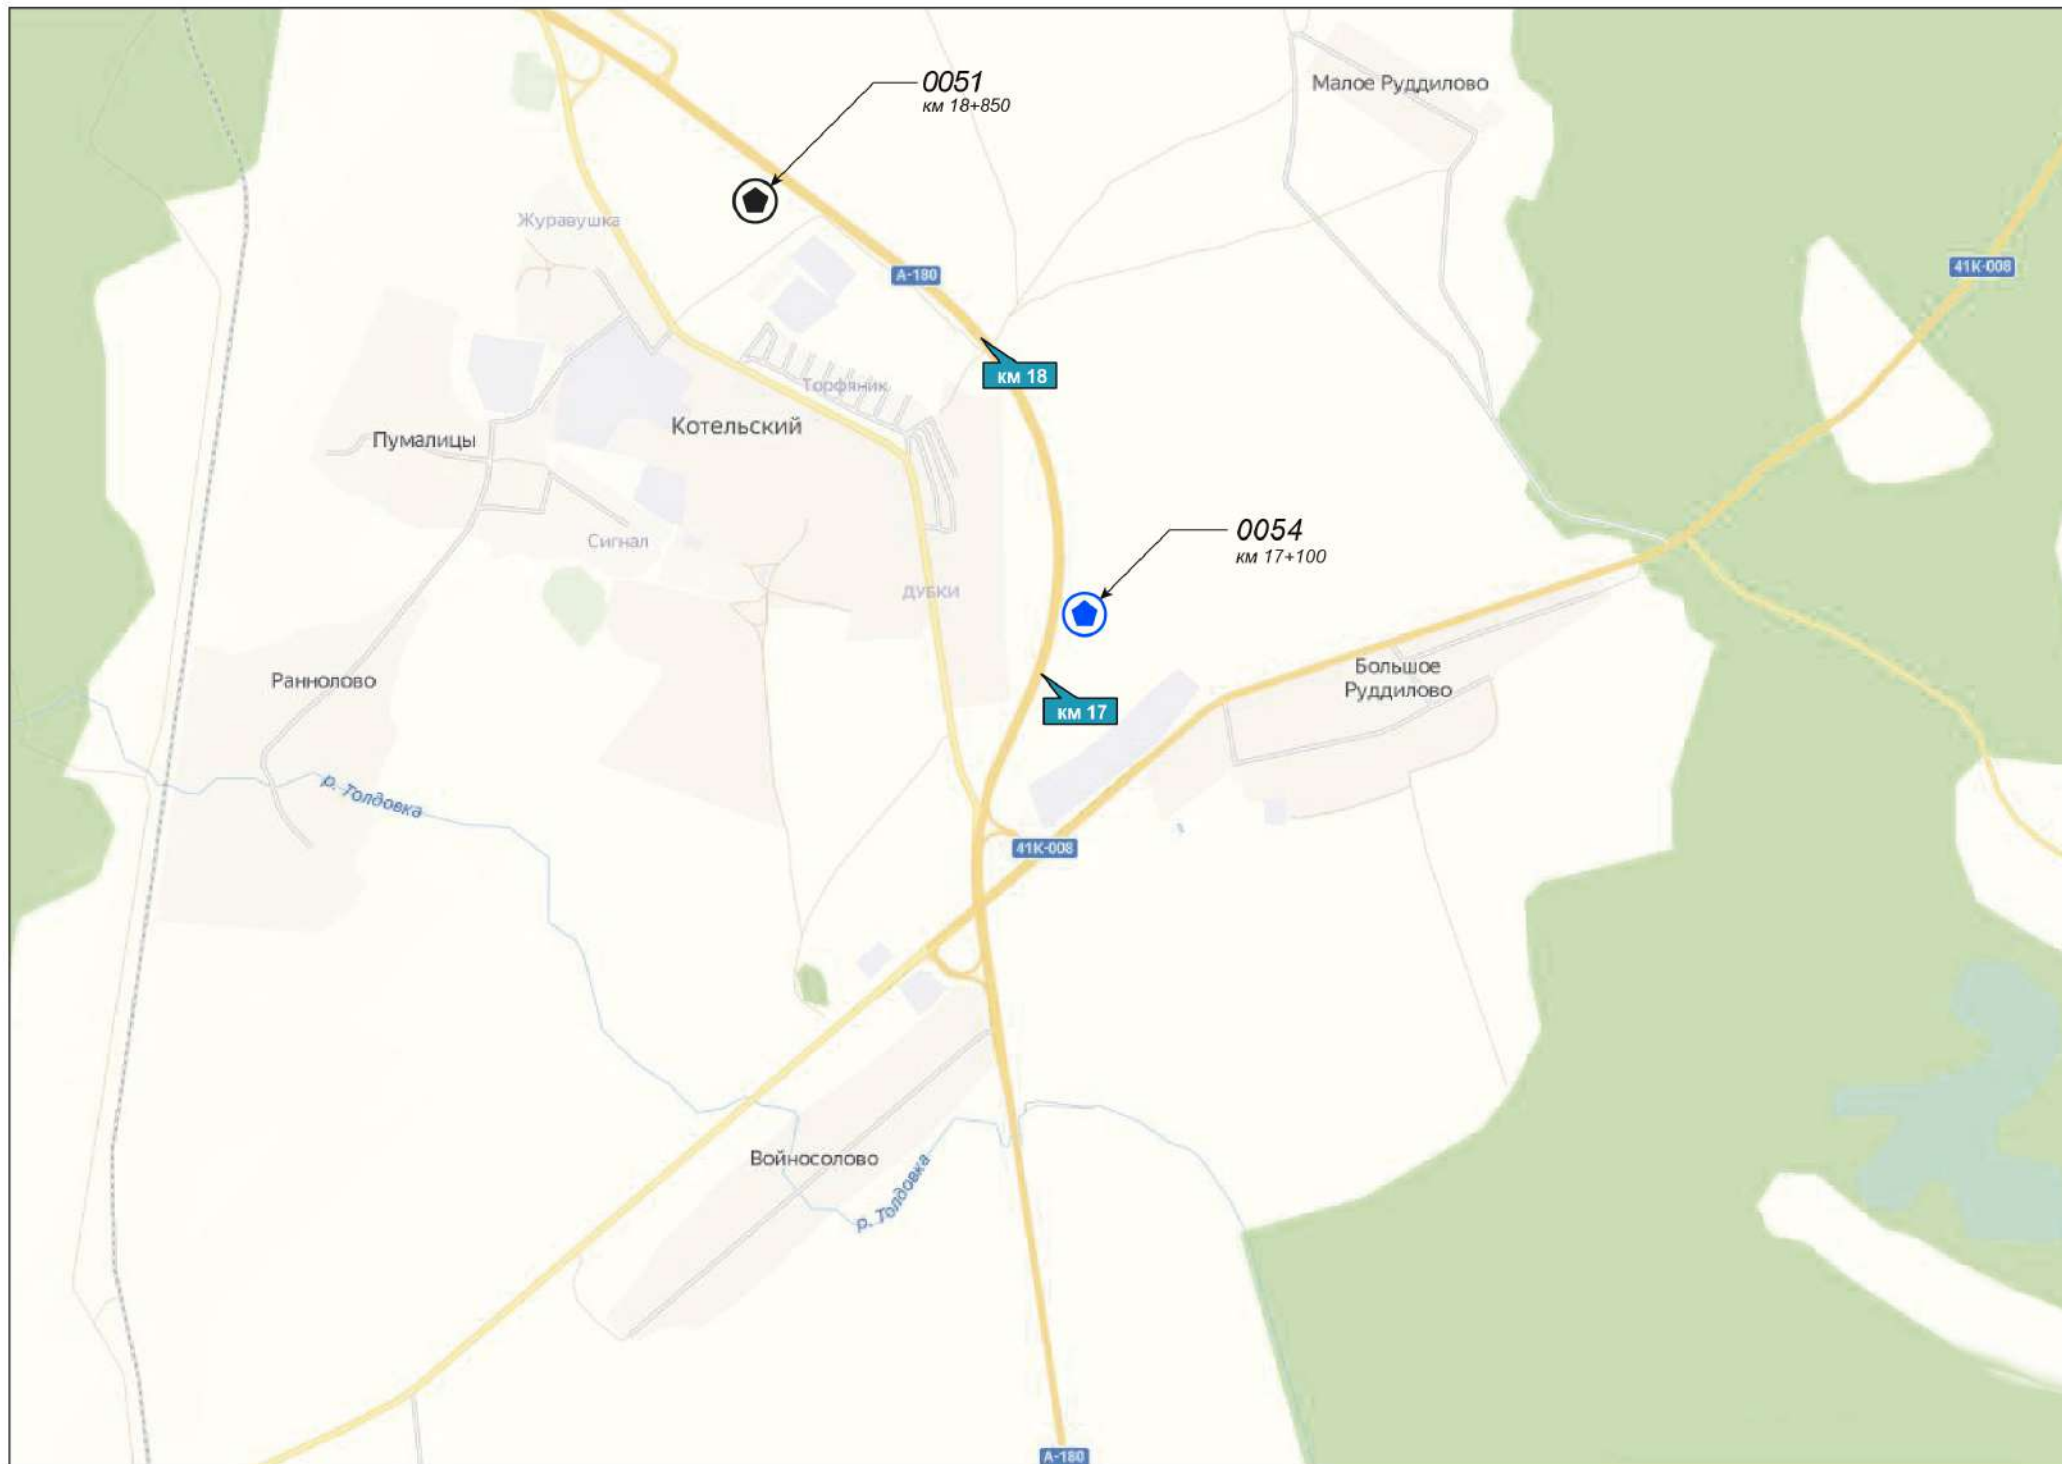 0051
км 18+850
Малое Руддилово
Журавушка
А-180
41К-008
км 18
Торфяник
Котельский
Пумалицы
0054
км 17+100
Сигнал
ДУБКИ
Большое
Руддилово
Раннолово
км 17
р. Толдовка
41К-008
Войносолово
р. Толдовка
А-180